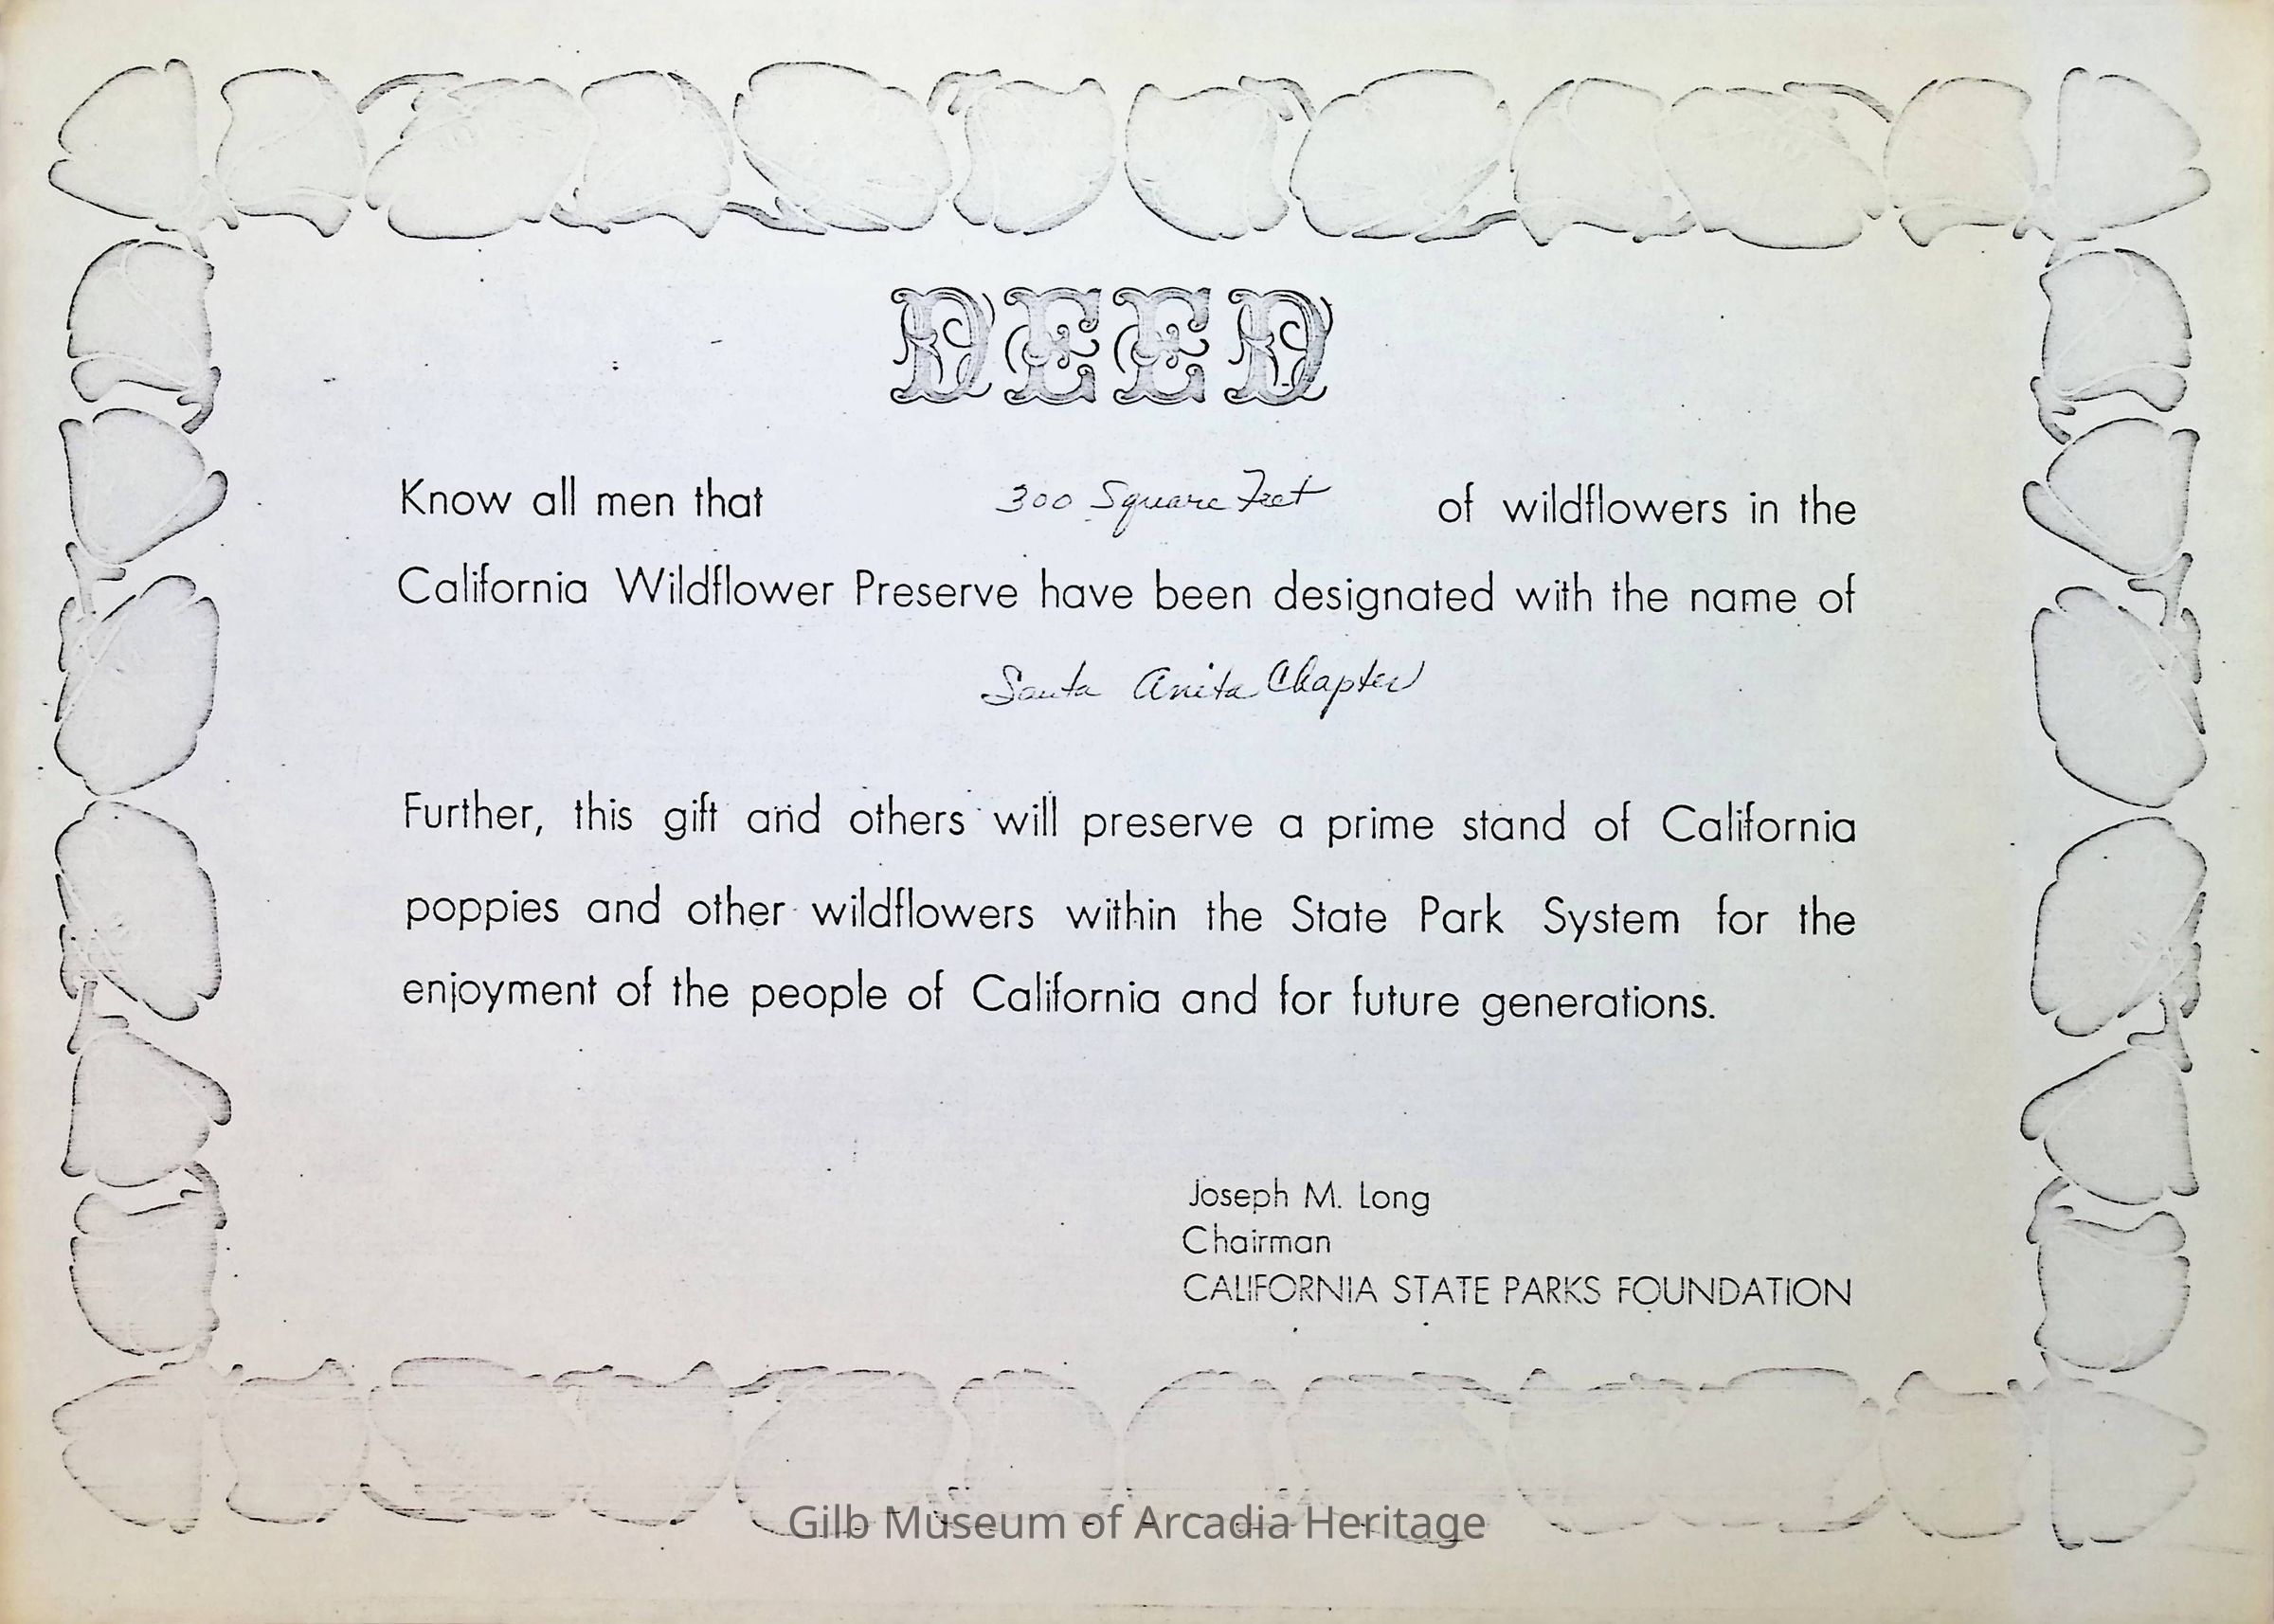 DEED
Know all men that 300 Square Feet of wildflowers in the
California Wildflower Preserve have been designated with the name of
Santa Anita Chapter
Further, this gift and others will preserve a prime stand of California
poppies and other wildflowers within the State Park System for the
enjoyment of the people of California and for future generations.
Joseph M. Long
Chairman
CALIFORNIA STATE PARKS FOUNDATION
Gilb Museum of Arcadia Heritage